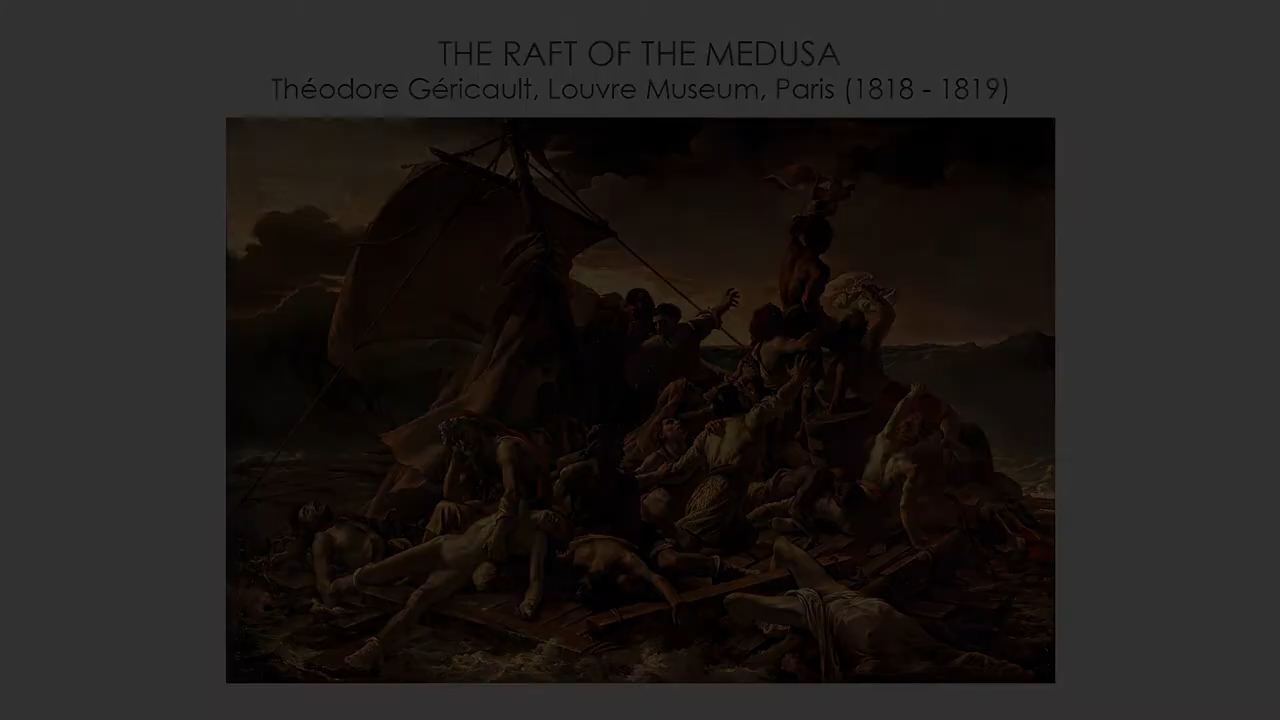 THE RAFT OF THE MEDUSA
Théodore Géricault, Louvre Museum, Paris (1818 - 1819)